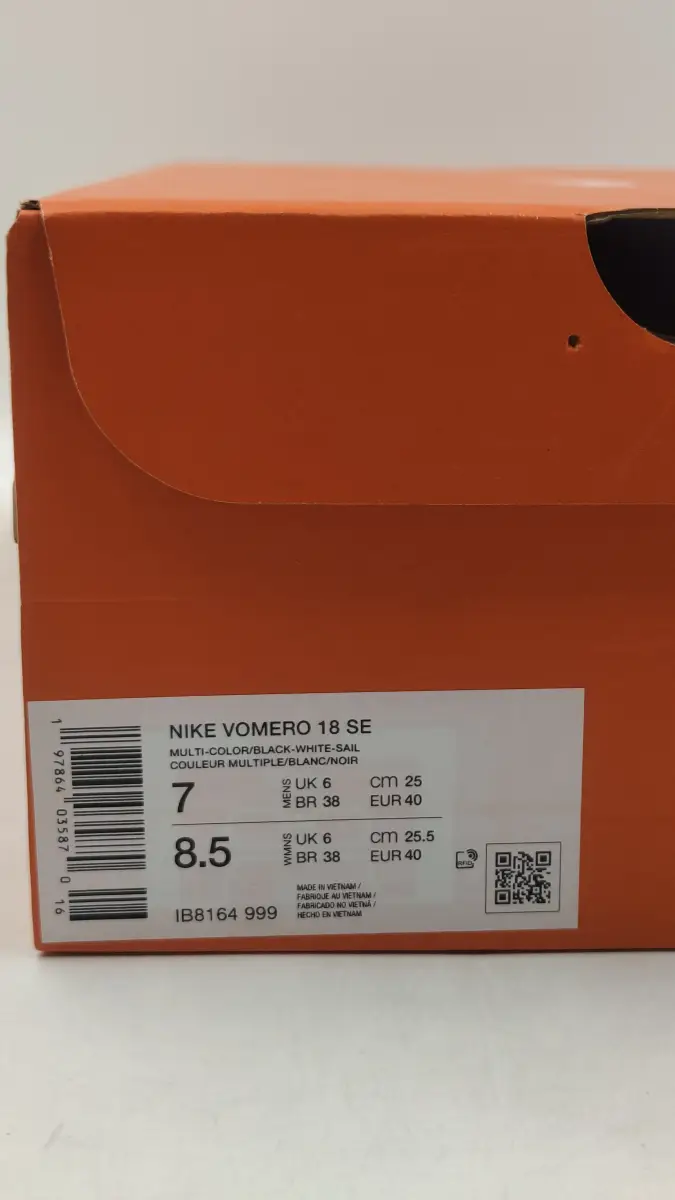 NIKE VOMERO 18 SE
MULTI-COLOR/BLACK-WHITE-SAIL
COULEUR MULTIPLE/BLANC/NOIR
7
MENS
UK 6 cm 25
BR 38 EUR 40
8.5
WMNS
UK 6 cm 25.5
BR 38 EUR 40
IB8164 999
MADE IN VIETNAM /
FABRIQUE AU VIETNAM /
FABRICADO NO VIETNÃ /
HECHO EN VIETNAM
RFID
1 97864 03587 0 16